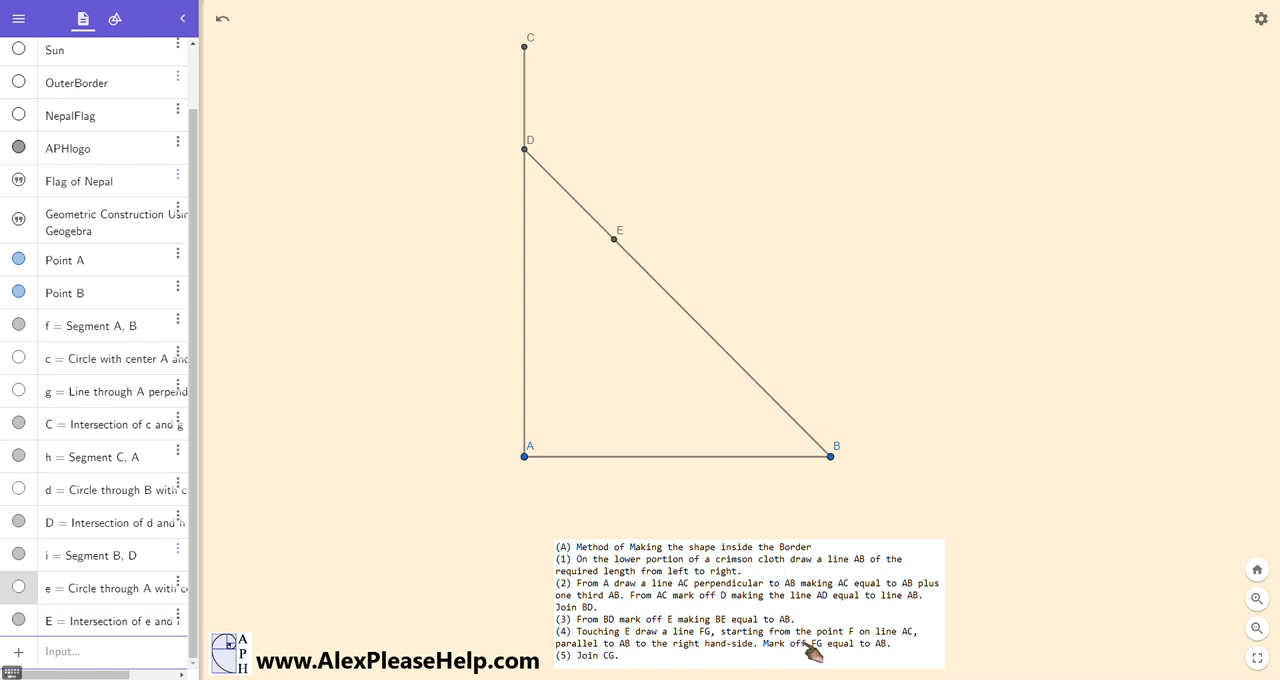 Sun
OuterBorder
NepalFlag
APHlogo
Flag of Nepal
Geometric Construction Usin
Geogebra
Point A
Point B
f = Segment A, B
c = Circle with center A and
g = Line through A perpend
C = Intersection of c and g
h = Segment C, A
d = Circle through B with c
D = Intersection of d and h
i = Segment B, D
e = Circle through A with c
E = Intersection of e and i
Input...
C
D
E
A
B
(A) Method of Making the shape inside the Border
(1) On the lower portion of a crimson cloth draw a line AB of the
required length from left to right.
(2) From A draw a line AC perpendicular to AB making AC equal to AB plus
one third AB. From AC mark off D making the line AD equal to line AB.
Join BD.
(3) From BD mark off E making BE equal to AB.
(4) Touching E draw a line FG, starting from the point F on line AC,
parallel to AB to the right hand-side. Mark off FG equal to AB.
(5) Join CG.
A
P
H
www.AlexPleaseHelp.com